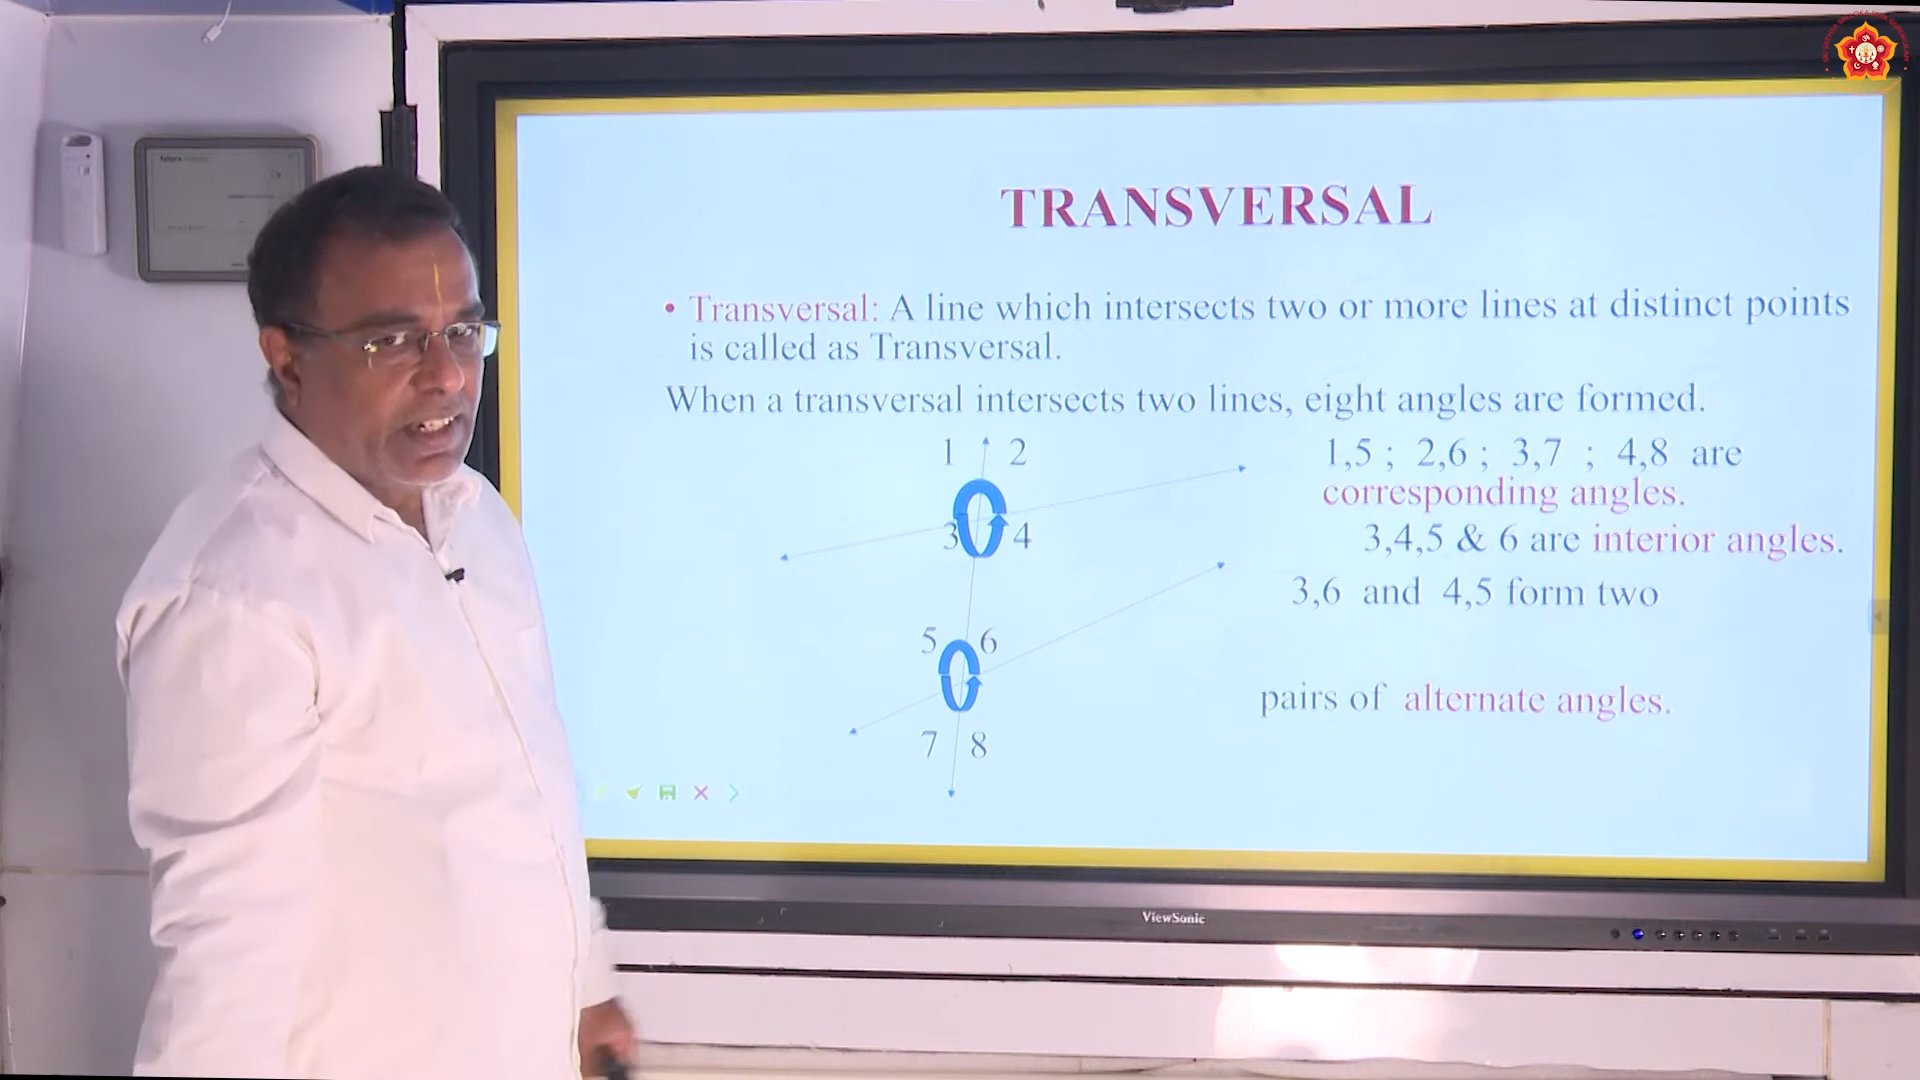 TRANSVERSAL
• Transversal: A line which intersects two or more lines at distinct points
is called as Transversal.
When a transversal intersects two lines, eight angles are formed.
1 2
1,5 ; 2,6 ; 3,7 ; 4,8 are
corresponding angles.
3 4
3,4,5 & 6 are interior angles.
3,6 and 4,5 form two
5 6
pairs of alternate angles.
7 8
ViewSonic